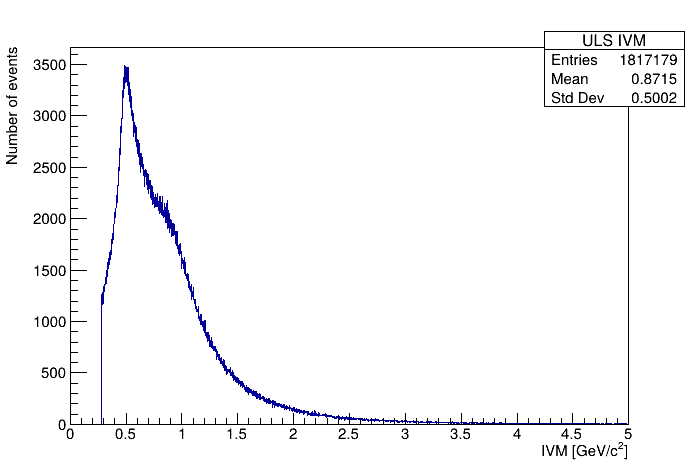 ULS IVM
Entries 1817179
Mean 0.8715
Std Dev 0.5002
Number of events
3500
3000
2500
2000
1500
1000
500
0
0 0.5 1 1.5 2 2.5 3 3.5 4 4.5 5
IVM [GeV/c²]